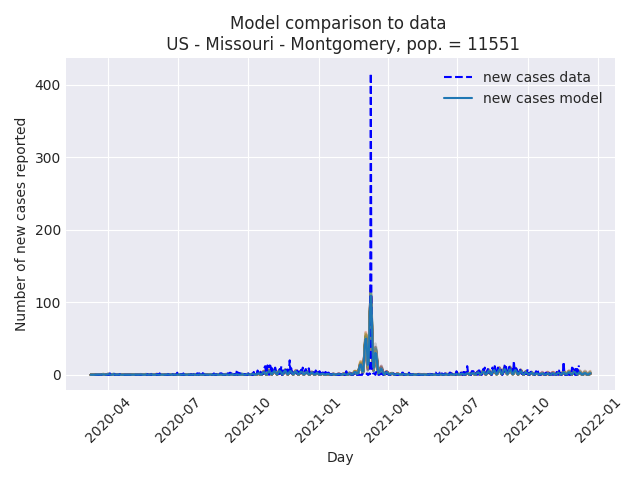 Model comparison to data
US - Missouri - Montgomery, pop. = 11551
new cases data
new cases model
Number of new cases reported
400
300
200
100
0
2020-04
2020-07
2020-10
2021-01
2021-04
2021-07
2021-10
2022-01
Day